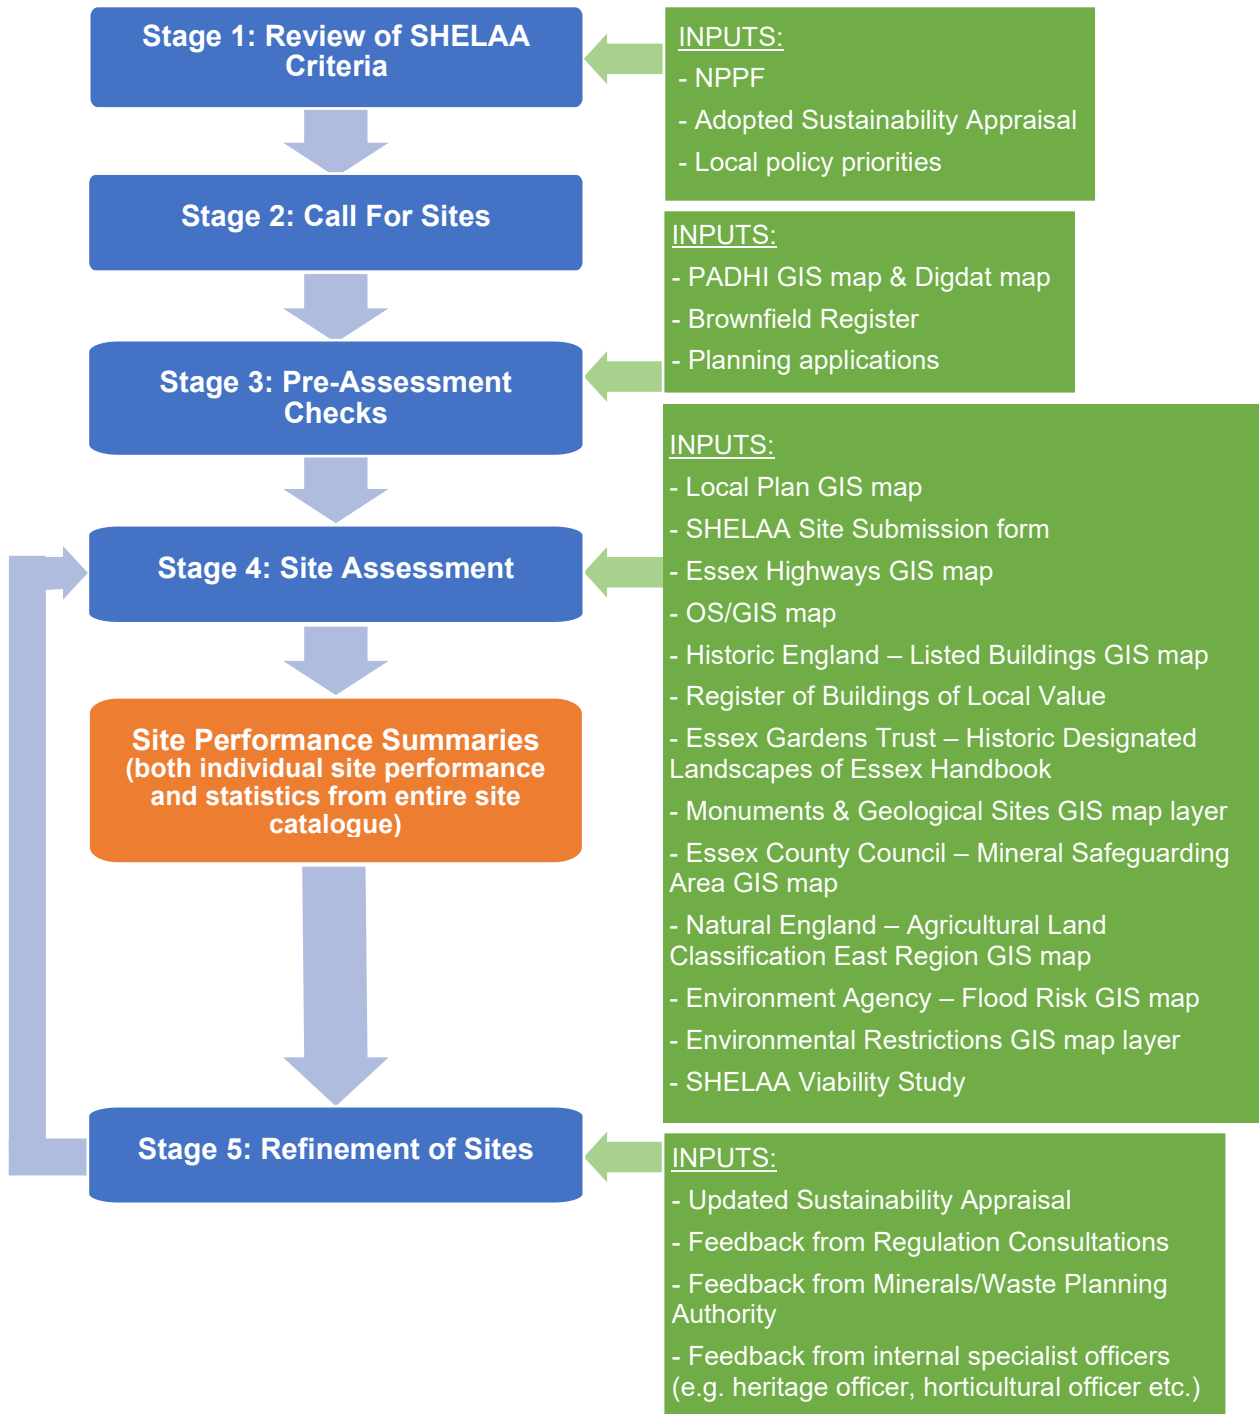 Stage 1: Review of SHELAA
Criteria
INPUTS:
- NPPF
- Adopted Sustainability Appraisal
- Local policy priorities
Stage 2: Call For Sites
INPUTS:
- PADHI GIS map & Digdat map
- Brownfield Register
- Planning applications
Stage 3: Pre-Assessment
Checks
Stage 4: Site Assessment
INPUTS:
- Local Plan GIS map
- SHELAA Site Submission form
- Essex Highways GIS map
- OS/GIS map
- Historic England – Listed Buildings GIS map
- Register of Buildings of Local Value
- Essex Gardens Trust – Historic Designated
Landscapes of Essex Handbook
- Monuments & Geological Sites GIS map layer
- Essex County Council – Mineral Safeguarding
Area GIS map
- Natural England – Agricultural Land
Classification East Region GIS map
- Environment Agency – Flood Risk GIS map
- Environmental Restrictions GIS map layer
- SHELAA Viability Study
Site Performance Summaries
(both individual site performance
and statistics from entire site
catalogue)
Stage 5: Refinement of Sites
INPUTS:
- Updated Sustainability Appraisal
- Feedback from Regulation Consultations
- Feedback from Minerals/Waste Planning
Authority
- Feedback from internal specialist officers
(e.g. heritage officer, horticultural officer etc.)